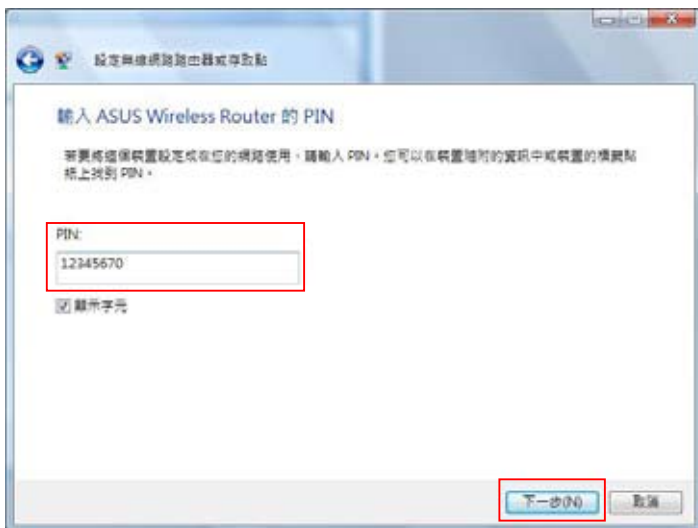 設定無線網路路由器或存取點
輸入 ASUS Wireless Router 的 PIN
若要將這個裝置設定成在您的網路使用，請輸入 PIN。您可以在裝置隨附的資訊中或裝置的標籤貼
紙上找到 PIN。
PIN:
12345670
顯示字元
下一步(N)
取消